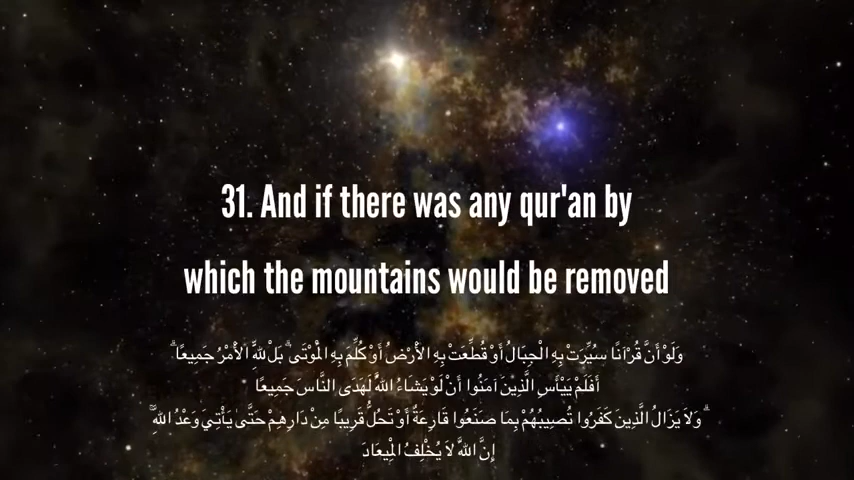 31. And if there was any qur'an by
which the mountains would be removed
وَلَوْ أَنَّ قُرْآنًا سُيِّرَتْ بِهِ الْجِبَالُ أَوْ قُطِّعَتْ بِهِ الْأَرْضُ أَوْ كُلِّمَ بِهِ الْمَوْتَىٰ ۗ بَلْ لِلَّهِ الْأَمْرُ جَمِيعًا ۗ
أَفَلَمْ يَيْأَسِ الَّذِينَ آمَنُوا أَنْ لَوْ يَشَاءُ اللَّهُ لَهَدَى النَّاسَ جَمِيعًا
ۗ وَلَا يَزَالُ الَّذِينَ كَفَرُوا تُصِيبُهُمْ بِمَا صَنَعُوا قَارِعَةٌ أَوْ تَحُلُّ قَرِيبًا مِنْ دَارِهِمْ حَتَّىٰ يَأْتِيَ وَعْدُ اللَّهِ ۚ
إِنَّ اللَّهَ لَا يُخْلِفُ الْمِيعَادَ